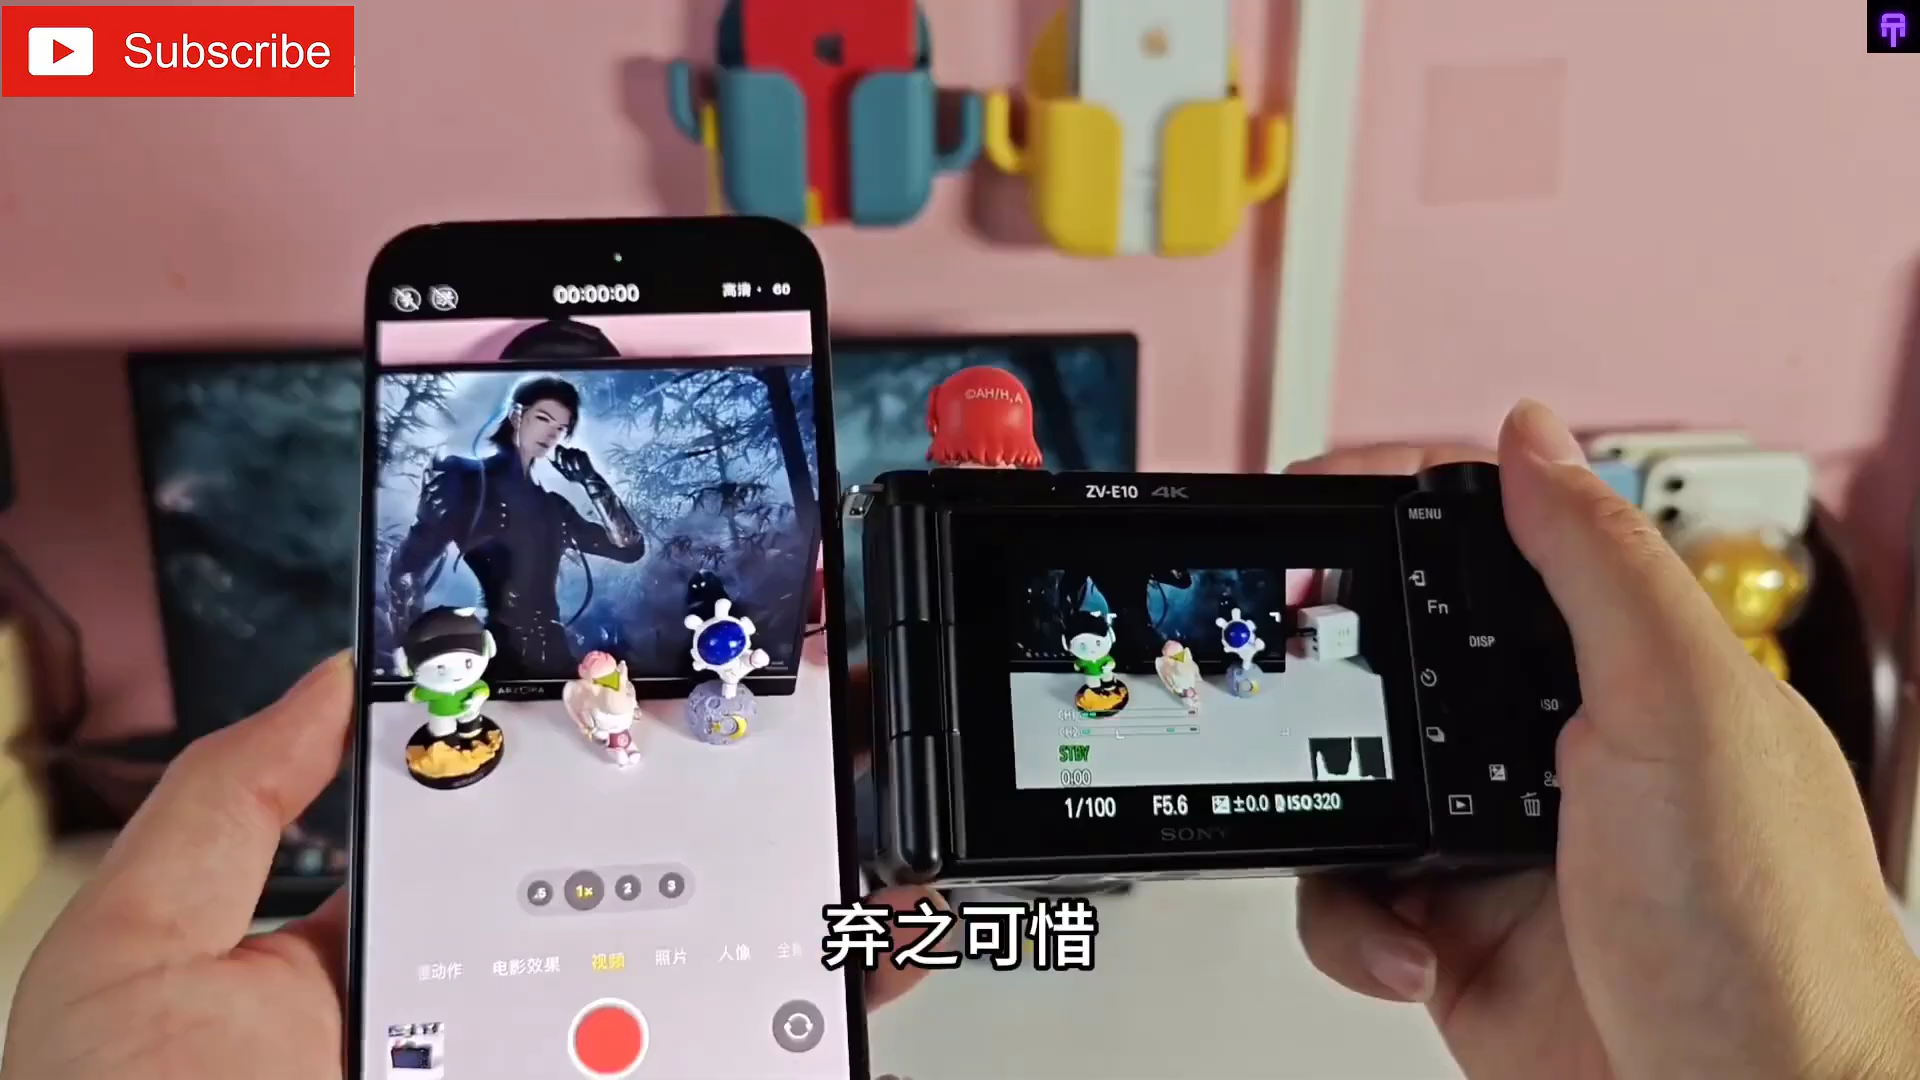 Subscribe
©AH/H,A
00:00:00
高清 · 60
ZV-E10 4K
MENU
Fn
DISP
ISO
STBY
0:00
1/100 F5.6 ±0.0 ISO320
SONY
.5 1× 2 3
动作 电影效果 视频 照片 人像
弃之可惜